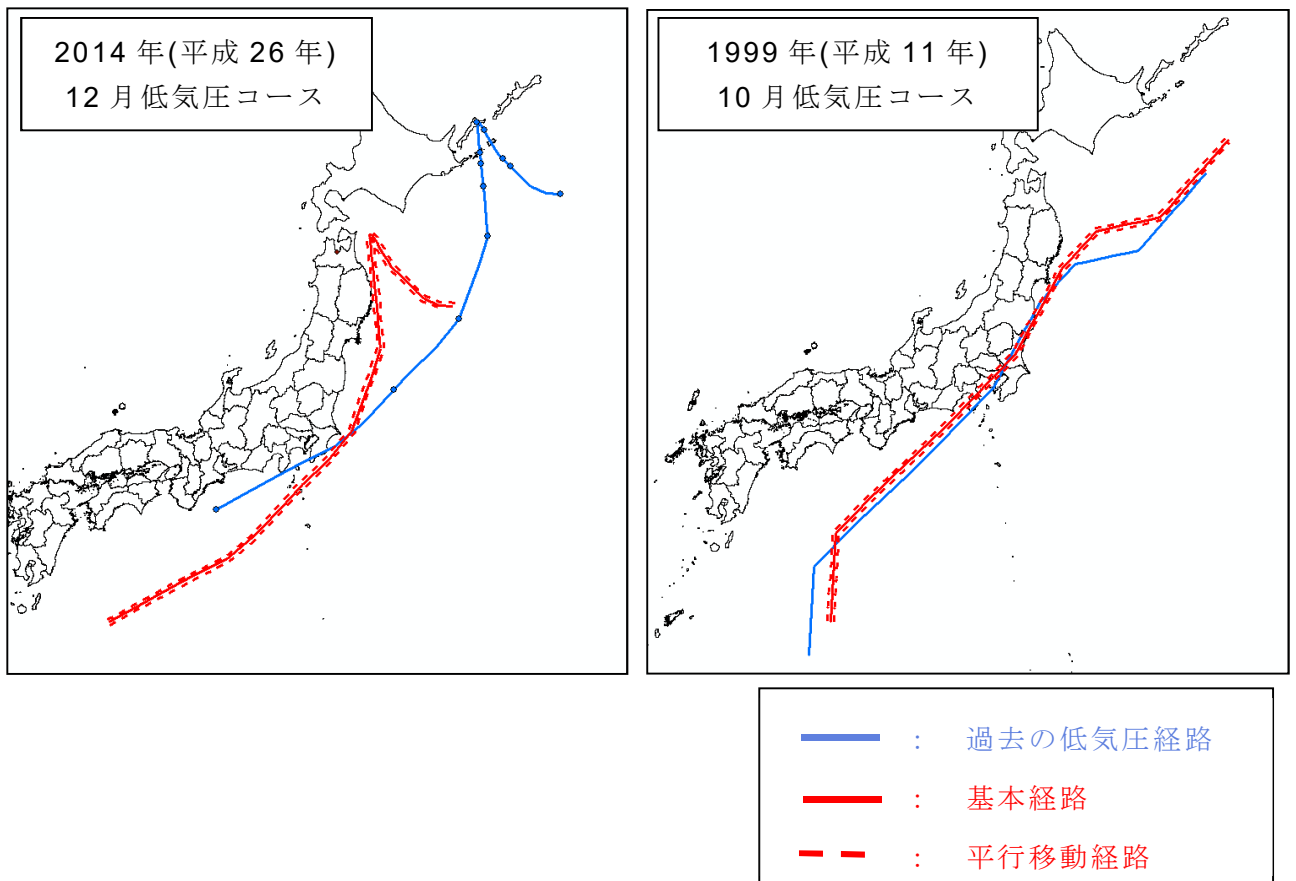 2014 年(平成 26 年)
12 月低気圧コース
1999 年(平成 11 年)
10 月低気圧コース
： 過去の低気圧経路
： 基本経路
： 平行移動経路